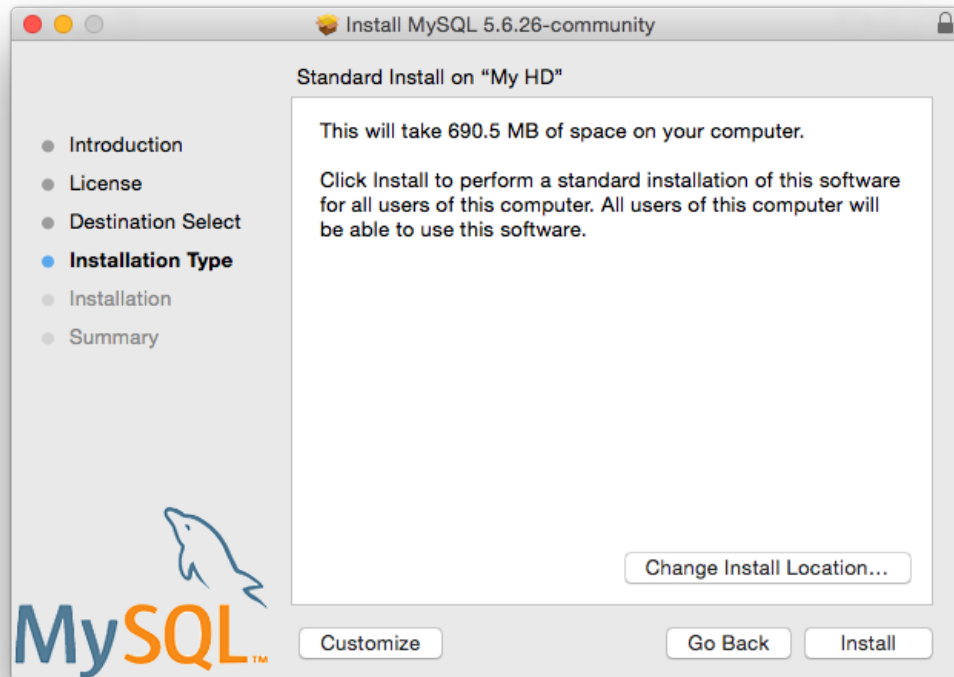 Install MySQL 5.6.26-community
Standard Install on “My HD”
Introduction
License
Destination Select
Installation Type
Installation
Summary
This will take 690.5 MB of space on your computer.
Click Install to perform a standard installation of this software
for all users of this computer. All users of this computer will
be able to use this software.
Change Install Location...
MySQL™
Customize
Go Back
Install